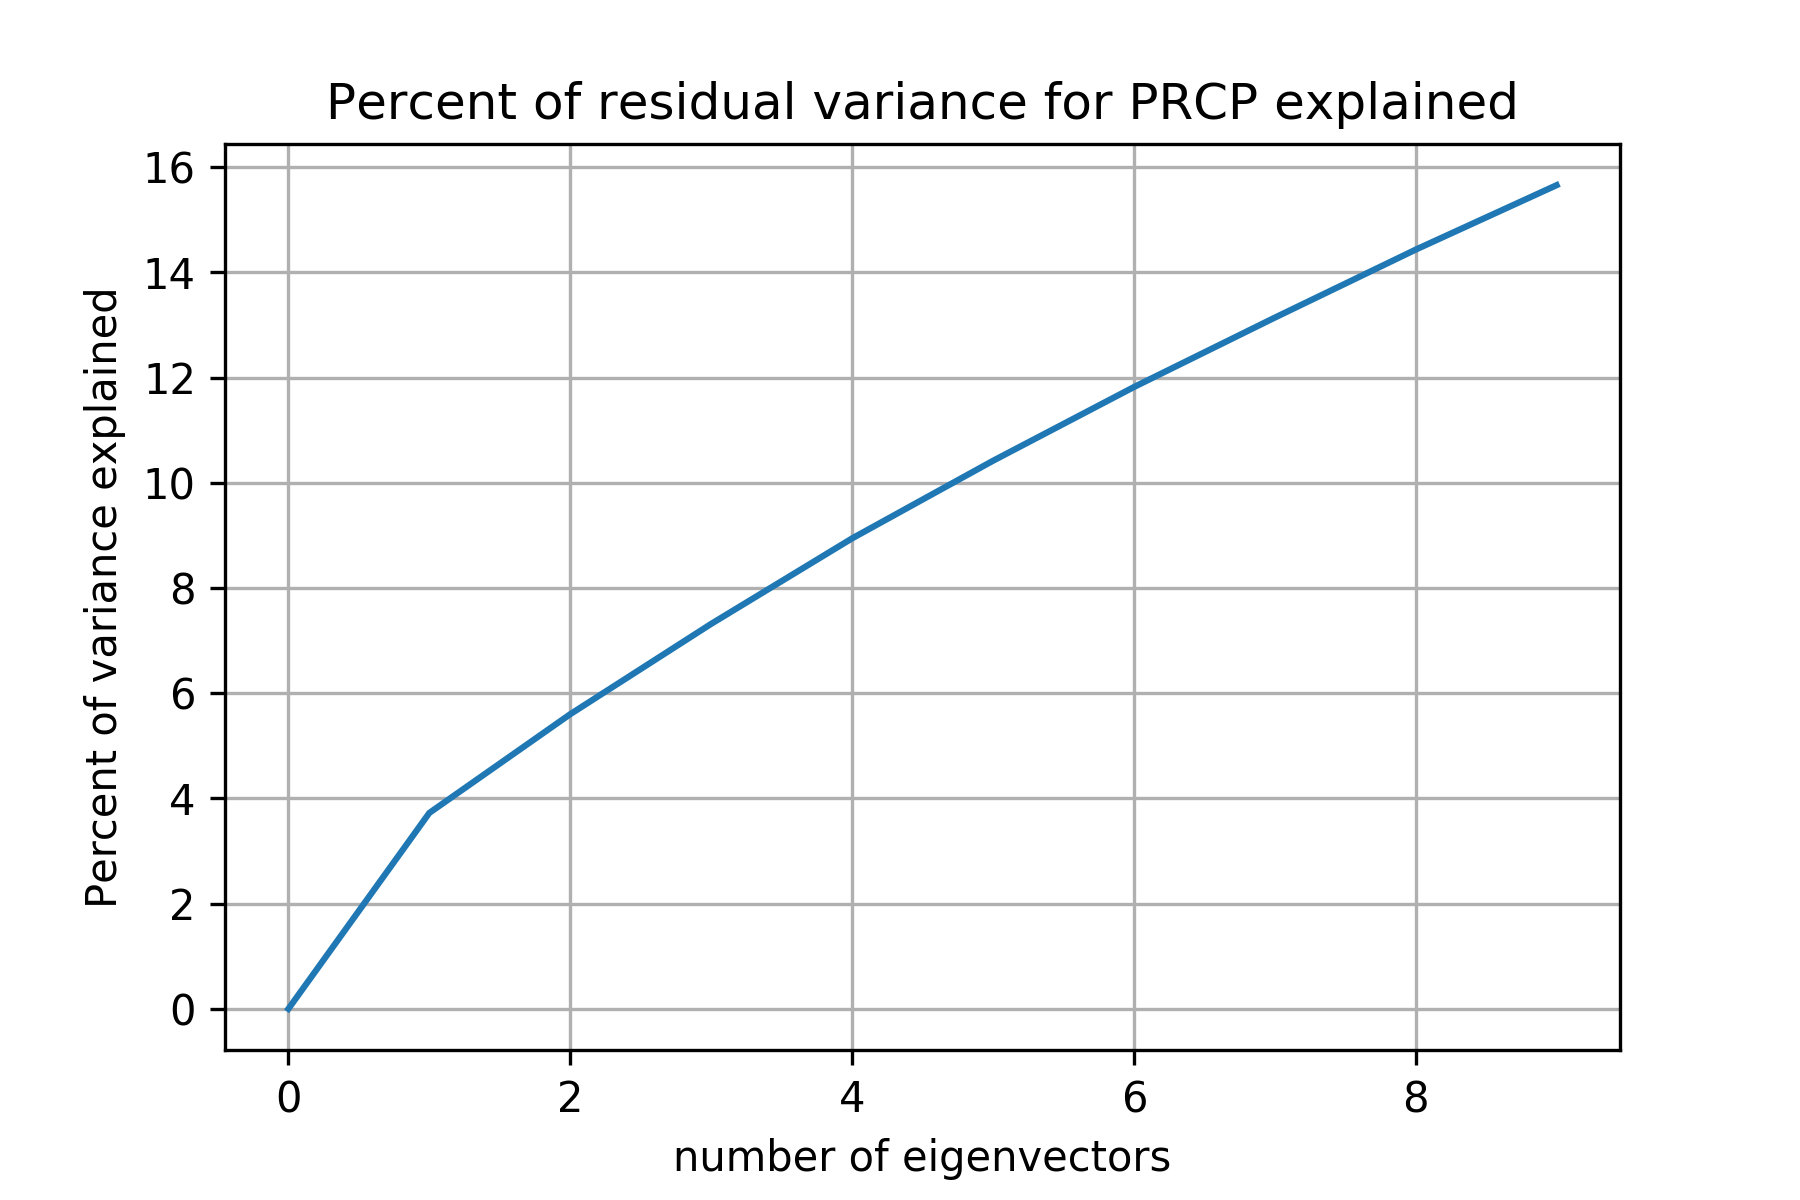 Percent of residual variance for PRCP explained
Percent of variance explained
16
14
12
10
8
6
4
2
0
0 2 4 6 8
number of eigenvectors